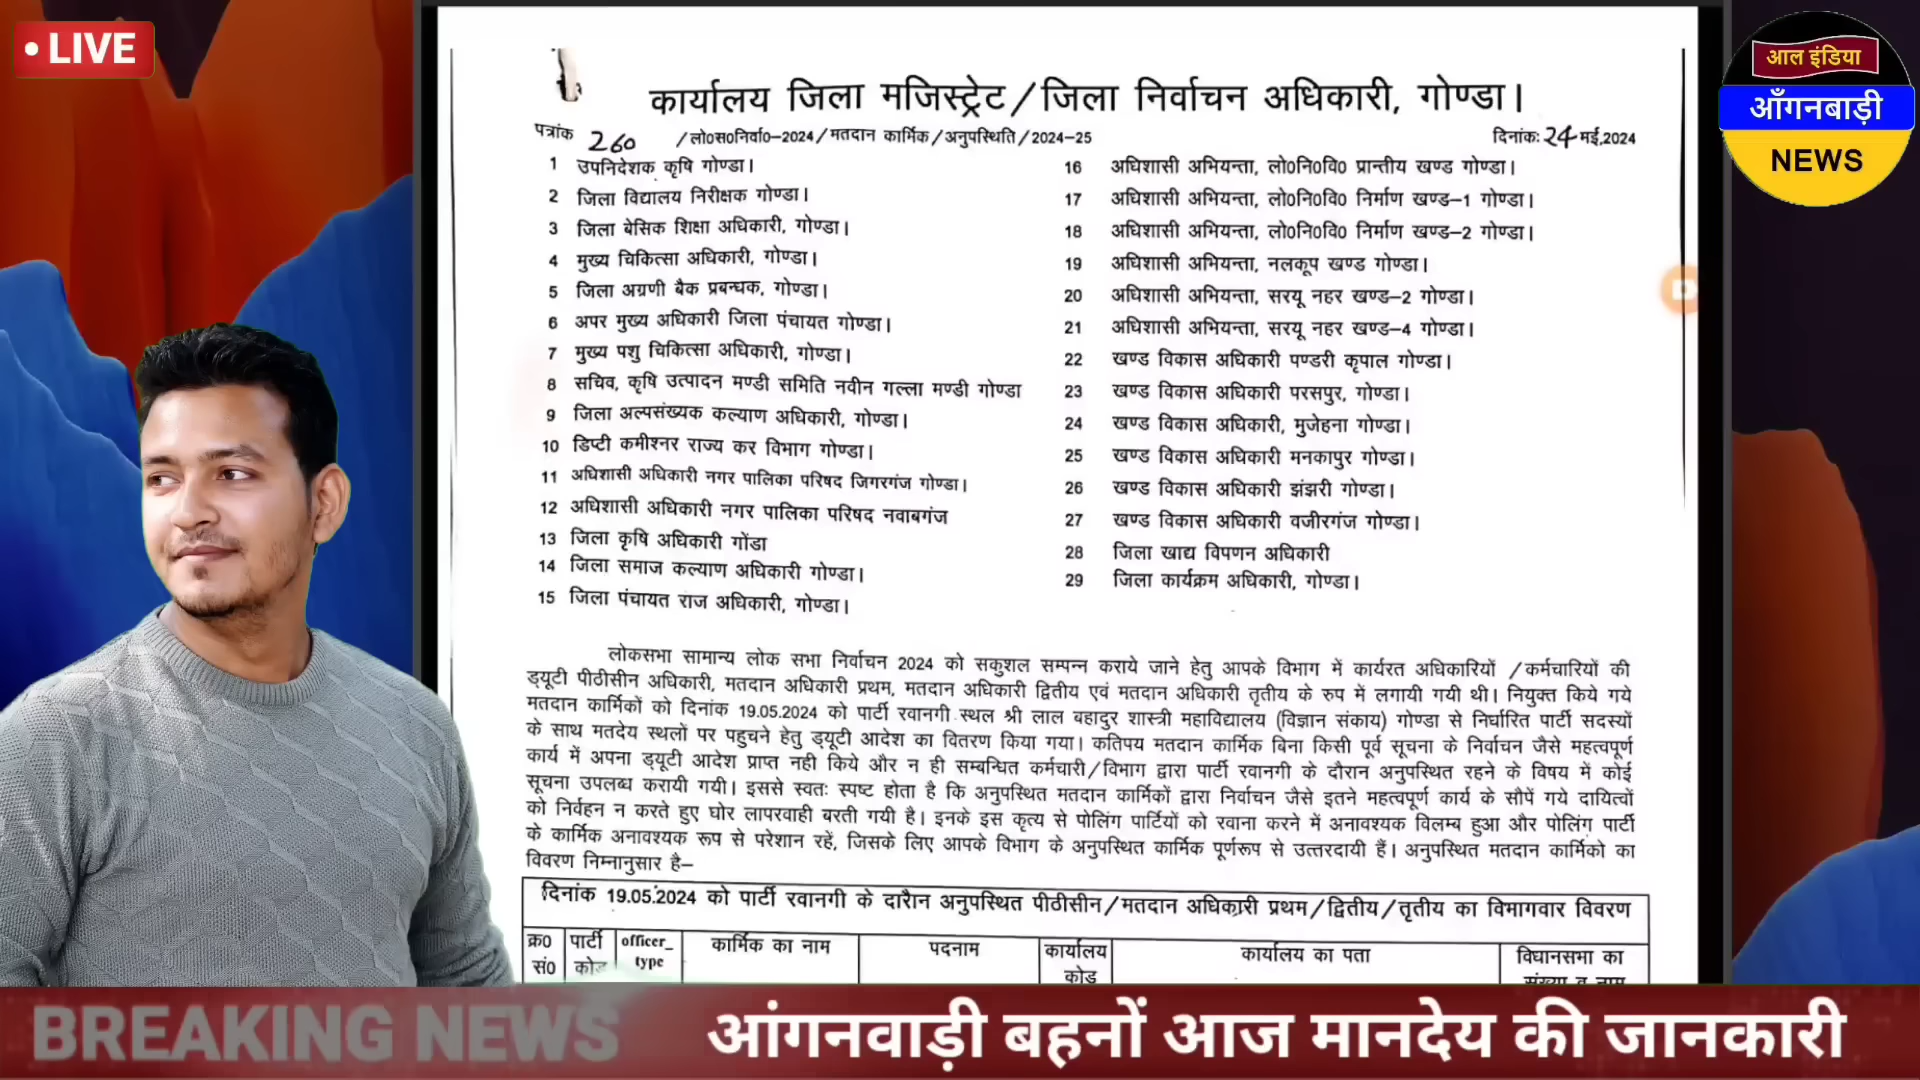 • LIVE
आल इंडिया
आँगनबाड़ी
NEWS
कार्यालय जिला मजिस्ट्रेट/जिला निर्वाचन अधिकारी, गोण्डा।
पत्रांक 260 /लो0स0निर्वा0–2024/मतदान कार्मिक/अनुपस्थिति/2024-25 दिनांक: 24 मई,2024
1 उपनिदेशक कृषि गोण्डा।
2 जिला विद्यालय निरीक्षक गोण्डा।
3 जिला बेसिक शिक्षा अधिकारी, गोण्डा।
4 मुख्य चिकित्सा अधिकारी, गोण्डा।
5 जिला अग्रणी बैक प्रबन्धक, गोण्डा।
6 अपर मुख्य अधिकारी जिला पंचायत गोण्डा।
7 मुख्य पशु चिकित्सा अधिकारी, गोण्डा।
8 सचिव, कृषि उत्पादन मण्डी समिति नवीन गल्ला मण्डी गोण्डा
9 जिला अल्पसंख्यक कल्याण अधिकारी, गोण्डा।
10 डिप्टी कमीश्नर राज्य कर विभाग गोण्डा।
11 अधिशासी अधिकारी नगर पालिका परिषद जिगरगंज गोण्डा।
12 अधिशासी अधिकारी नगर पालिका परिषद नवाबगंज
13 जिला कृषि अधिकारी गोंडा
14 जिला समाज कल्याण अधिकारी गोण्डा।
15 जिला पंचायत राज अधिकारी, गोण्डा।
16 अधिशासी अभियन्ता, लो0नि0वि0 प्रान्तीय खण्ड गोण्डा।
17 अधिशासी अभियन्ता, लो0नि0वि0 निर्माण खण्ड–1 गोण्डा।
18 अधिशासी अभियन्ता, लो0नि0वि0 निर्माण खण्ड–2 गोण्डा।
19 अधिशासी अभियन्ता, नलकूप खण्ड गोण्डा।
20 अधिशासी अभियन्ता, सरयू नहर खण्ड–2 गोण्डा।
21 अधिशासी अभियन्ता, सरयू नहर खण्ड–4 गोण्डा।
22 खण्ड विकास अधिकारी पण्डरी कृपाल गोण्डा।
23 खण्ड विकास अधिकारी परसपुर, गोण्डा।
24 खण्ड विकास अधिकारी, मुजेहना गोण्डा।
25 खण्ड विकास अधिकारी मनकापुर गोण्डा।
26 खण्ड विकास अधिकारी झंझरी गोण्डा।
27 खण्ड विकास अधिकारी वजीरगंज गोण्डा।
28 जिला खाद्य विपणन अधिकारी
29 जिला कार्यक्रम अधिकारी, गोण्डा।
लोकसभा सामान्य लोक सभा निर्वाचन 2024 को सकुशल सम्पन्न कराये जाने हेतु आपके विभाग में कार्यरत अधिकारियों /कर्मचारियों की
ड्यूटी पीठीसीन अधिकारी, मतदान अधिकारी प्रथम, मतदान अधिकारी द्वितीय एवं मतदान अधिकारी तृतीय के रुप में लगायी गयी थी। नियुक्त किये गये
मतदान कार्मिकों को दिनांक 19.05.2024 को पार्टी रवानगी स्थल श्री लाल बहादुर शास्त्री महाविद्यालय (विज्ञान संकाय) गोण्डा से निर्धारित पार्टी सदस्यों
के साथ मतदेय स्थलों पर पहुचने हेतु ड्यूटी आदेश का वितरण किया गया। कतिपय मतदान कार्मिक बिना किसी पूर्व सूचना के निर्वाचन जैसे महत्वपूर्ण
कार्य में अपना ड्यूटी आदेश प्राप्त नही किये और न ही सम्बन्धित कर्मचारी/विभाग द्वारा पार्टी रवानगी के दौरान अनुपस्थित रहने के विषय में कोई
सूचना उपलब्ध करायी गयी। इससे स्वतः स्पष्ट होता है कि अनुपस्थित मतदान कार्मिकों द्वारा निर्वाचन जैसे इतने महत्वपूर्ण कार्य के सौपें गये दायित्वों
को निर्वहन न करते हुए घोर लापरवाही बरती गयी है। इनके इस कृत्य से पोलिंग पार्टियों को रवाना करने में अनावश्यक विलम्ब हुआ और पोलिंग पार्टी
के कार्मिक अनावश्यक रूप से परेशान रहें, जिसके लिए आपके विभाग के अनुपस्थित कार्मिक पूर्णरूप से उत्तरदायी हैं। अनुपस्थित मतदान कार्मिको का
विवरण निम्नानुसार है–
दिनांक 19.05.2024 को पार्टी रवानगी के दारैान अनुपस्थित पीठीसीन/मतदान अधिकारी प्रथम/द्वितीय/तृतीय का विभागवार विवरण
क्र0 सं0 पार्टी कोड officer_ type कार्मिक का नाम पदनाम कार्यालय कोड कार्यालय का पता विधानसभा का संख्या व नाम
BREAKING NEWS
आंगनवाड़ी बहनों आज मानदेय की जानकारी